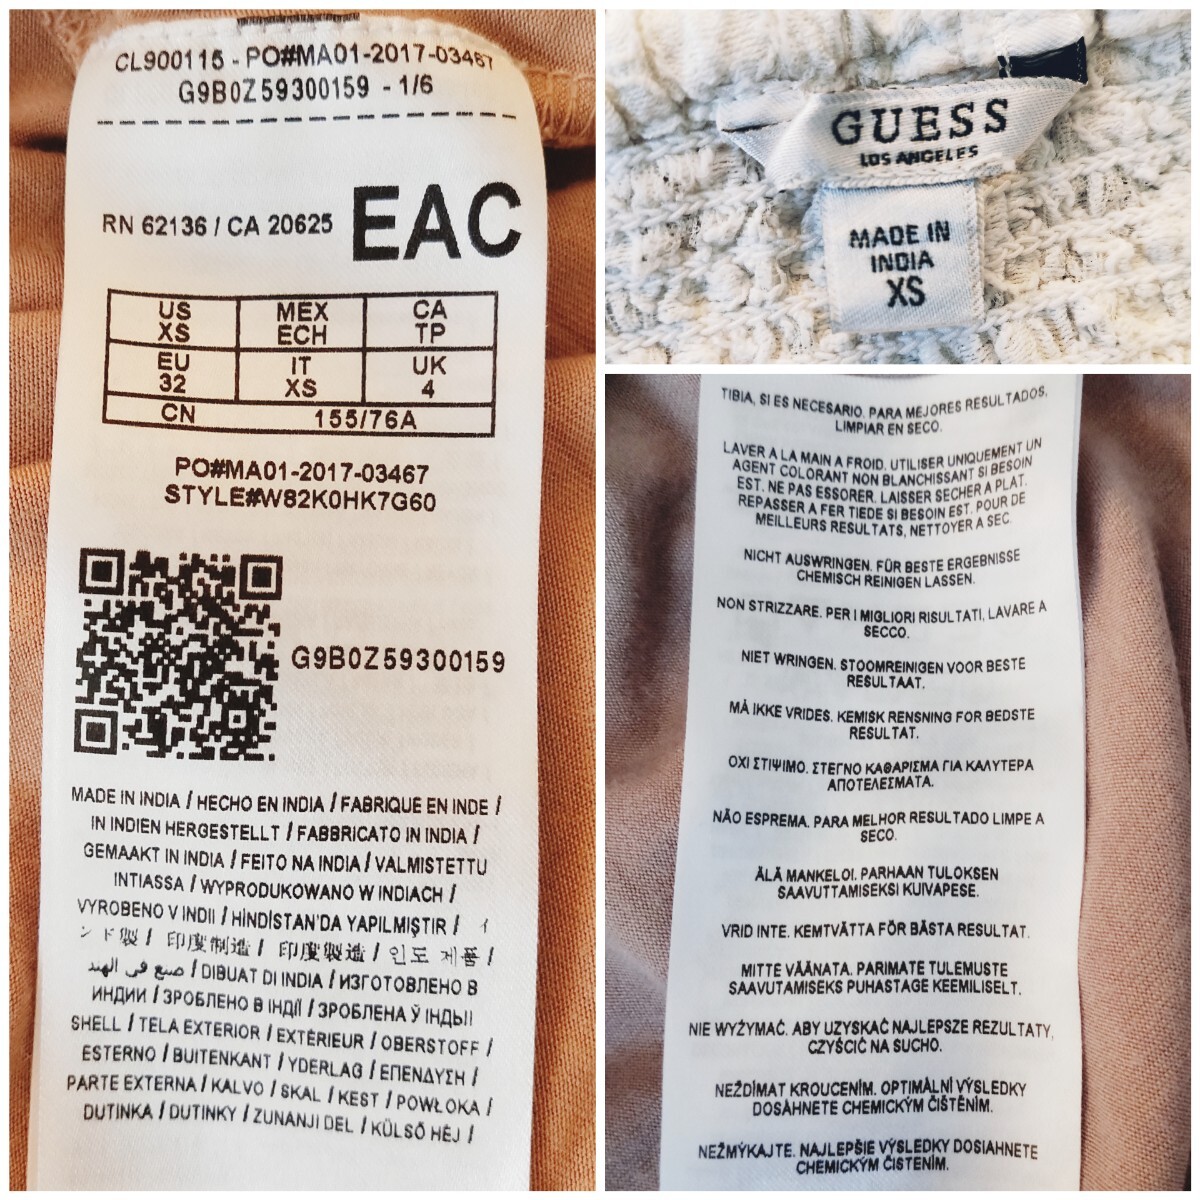 CL900115 - PO#MA01-2017-03467
G9B0Z59300159 - 1/6
RN 62136 / CA 20625 EAC
US XS
MEX ECH
CA TP
EU 32
IT XS
UK 4
CN 155/76A
PO#MA01-2017-03467
STYLE#W82K0HK7G60
G9B0Z59300159
MADE IN INDIA / HECHO EN INDIA / FABRIQUE EN INDE /
IN INDIEN HERGESTELLT / FABBRICATO IN INDIA /
GEMAAKT IN INDIA / FEITO NA INDIA / VALMISTETTU
INTIASSA / WYPRODUKOWANO W INDIACH /
VYROBENO V INDII / HİNDİSTAN'DA YAPILMIŞTIR / イ
ンド製 / 印度制造 / 印度製造 / 인도 제품 /
صنع في الهند / DIBUAT DI INDIA / ИЗГОТОВЛЕНО В
ИНДИИ / ЗРОБЛЕНО В ІНДІЇ / ЗРОБЛЕНА Ў ІНДЫІ
SHELL / TELA EXTERIOR / EXTÉRIEUR / OBERSTOFF /
ESTERNO / BUITENKANT / YDERLAG / ΕΠΕΝΔΥΣΗ /
PARTE EXTERNA / KALVO / SKAL / KEST / POWŁOKA /
DUTINKA / DUTINKY / ZUNANJI DEL / KÜLSŐ HÉJ /
GUESS
LOS ANGELES
MADE IN
INDIA
XS
TIBIA, SI ES NECESARIO. PARA MEJORES RESULTADOS,
LIMPIAR EN SECO.
LAVER A LA MAIN A FROID. UTILISER UNIQUEMENT UN
AGENT COLORANT NON BLANCHISSANT SI BESOIN
EST. NE PAS ESSORER. LAISSER SECHER A PLAT.
REPASSER A FER TIEDE SI BESOIN EST. POUR DE
MEILLEURS RESULTATS, NETTOYER A SEC.
NICHT AUSWRINGEN. FÜR BESTE ERGEBNISSE
CHEMISCH REINIGEN LASSEN.
NON STRIZZARE. PER I MIGLIORI RISULTATI, LAVARE A
SECCO.
NIET WRINGEN. STOOMREINIGEN VOOR BESTE
RESULTAAT.
MÅ IKKE VRIDES. KEMISK RENSNING FOR BEDSTE
RESULTAT.
ΟΧΙ ΣΤΙΨΙΜΟ. ΣΤΕΓΝΟ ΚΑΘΑΡΙΣΜΑ ΓΙΑ ΚΑΛΥΤΕΡΑ
ΑΠΟΤΕΛΕΣΜΑΤΑ.
NÃO ESPREMA. PARA MELHOR RESULTADO LIMPE A
SECO.
ÄLÄ MANKELOI. PARHAAN TULOKSEN
SAAVUTTAMISEKSI KUIVAPESE.
VRID INTE. KEMTVÄTTA FÖR BÄSTA RESULTAT.
MITTE VÄÄNATA. PARIMATE TULEMUSTE
SAAVUTAMISEKS PUHASTAGE KEEMILISELT.
NIE WYŻYMAĆ. ABY UZYSKAĆ NAJLEPSZE REZULTATY,
CZYŚCIĆ NA SUCHO.
NEŽDÍMAT KROUCENÍM. OPTIMÁLNÍ VÝSLEDKY
DOSÁHNETE CHEMICKÝM ČIŠTĚNÍM.
NEŽMÝKAJTE. NAJLEPŠIE VÝSLEDKY DOSIAHNETE
CHEMICKÝM ČISTENÍM.